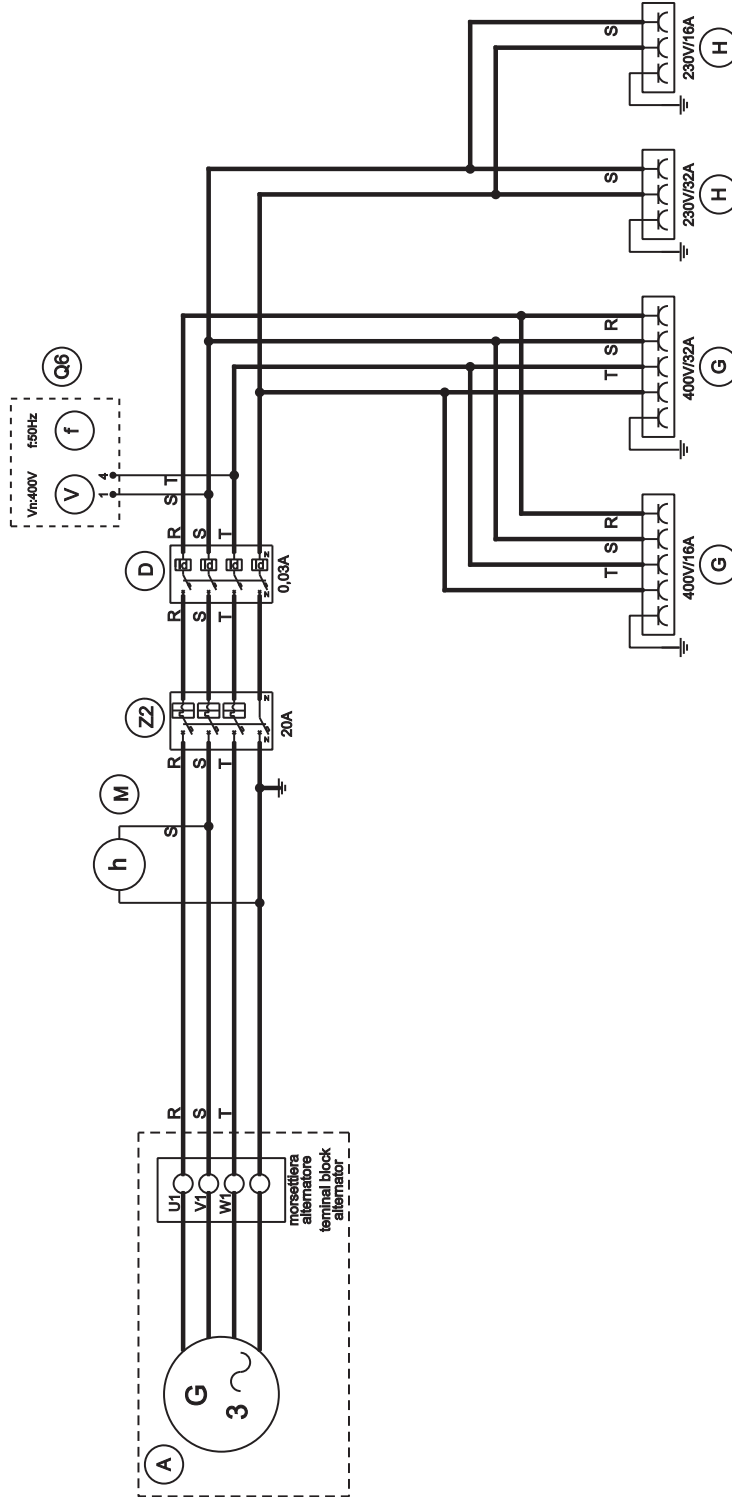 Q6
Vn:400V f:50Hz
V f
1 4
S T
D
R S T N
0,03A
R S T N
Z2
N
20A
R S T N
M
h
S
R S T
U1 V1 W1
morsettiera
alternatore
teminal block
alternator
G
3
A
S
230V/16A
H
S
230V/32A
H
R S T
400V/32A
G
R S T
400V/16A
G